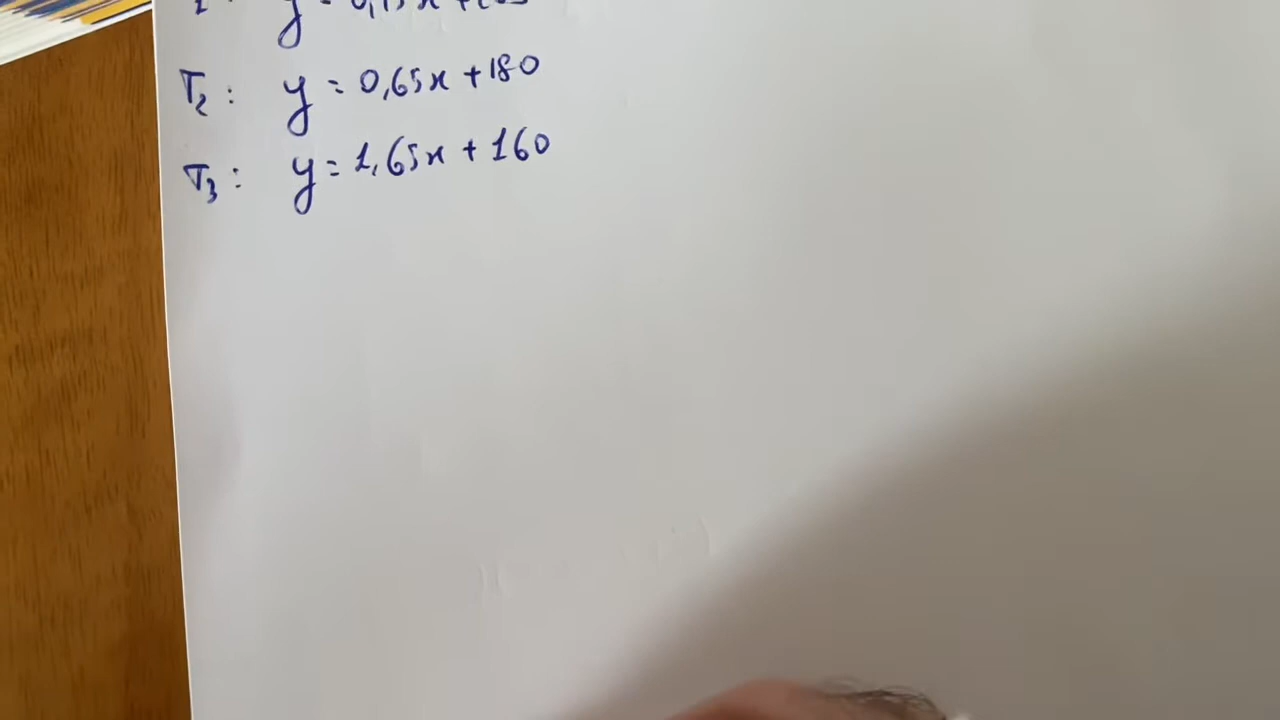 T₂: y = 0,65x + 180
T₃: y = 1,65x + 160